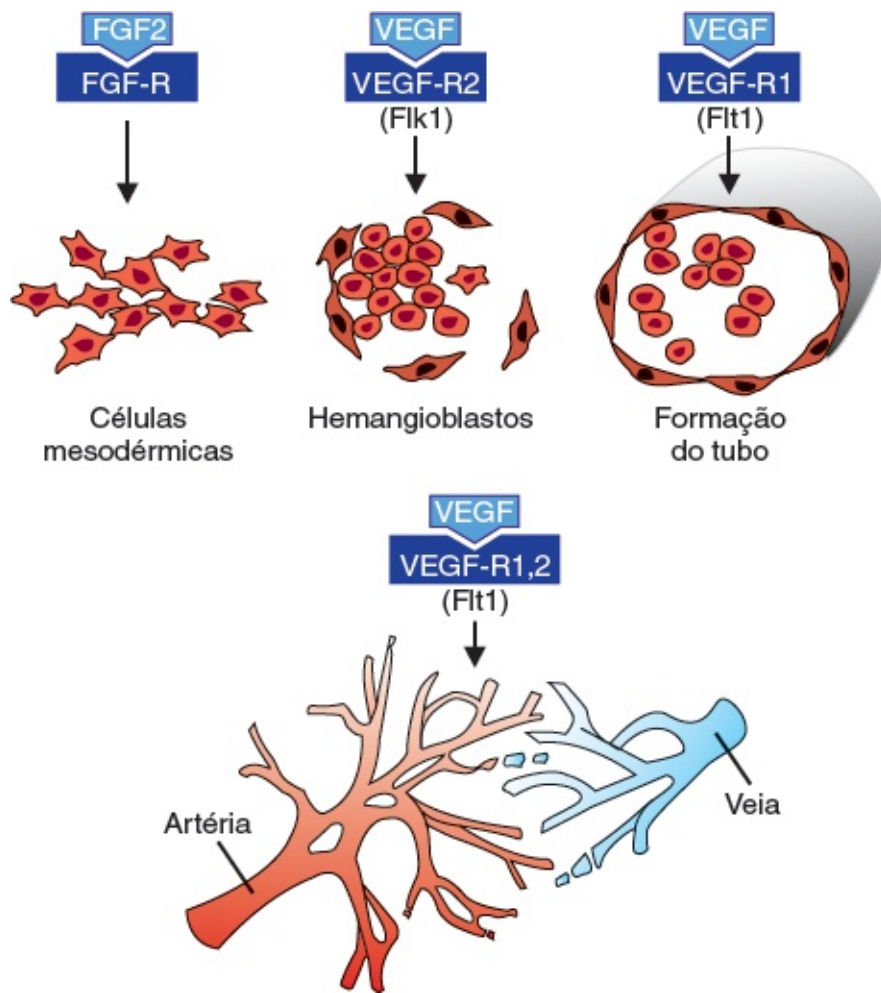 FGF2
FGF-R
VEGF
VEGF-R2
(Flk1)
VEGF
VEGF-R1
(Flt1)
Células
mesodérmicas
Hemangioblastos
Formação
do tubo
VEGF
VEGF-R1,2
(Flt1)
Artéria
Veia